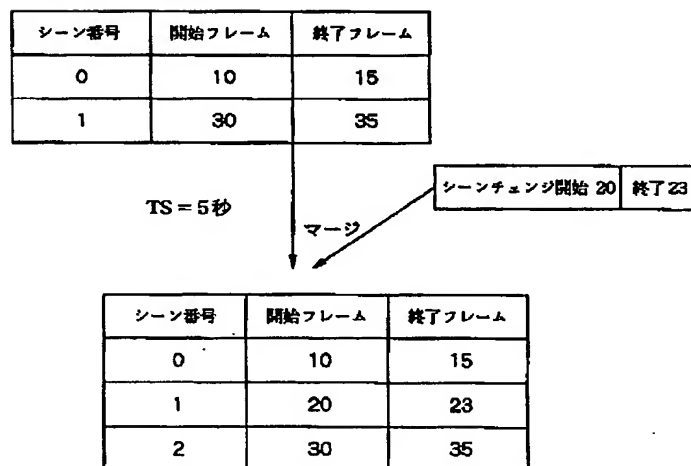 シーン番号 開始フレーム 終了フレーム
0 10 15
1 30 35
シーンチェンジ開始 20 終了23
TS=5秒
マージ
シーン番号 開始フレーム 終了フレーム
0 10 15
1 20 23
2 30 35